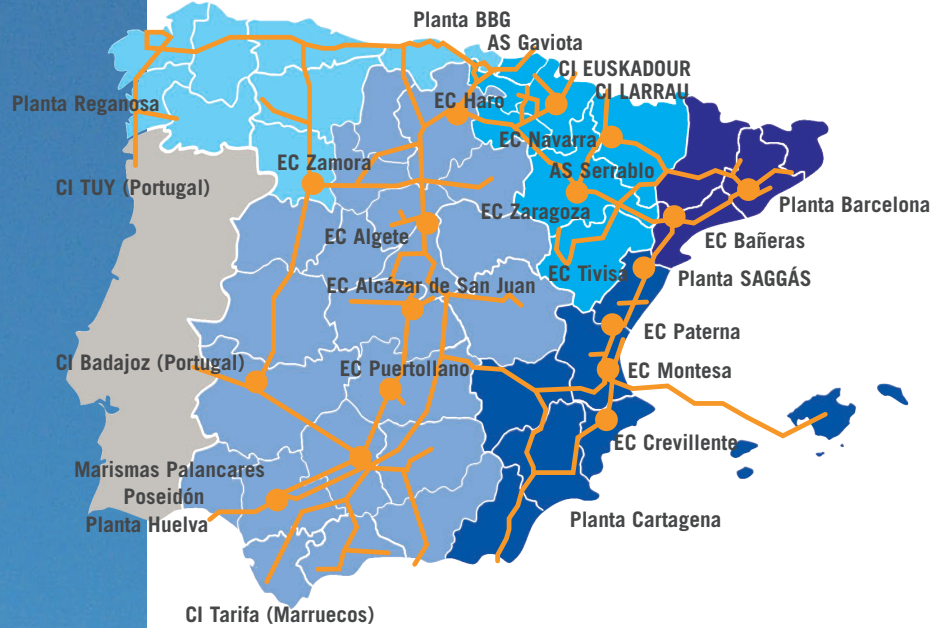 Planta BBG
AS Gaviota
CI EUSKADOUR
CI LARRAU
Planta Reganosa
EC Haro
EC Navarra
EC Zamora
AS Serrablo
CI TUY (Portugal)
Planta Barcelona
EC Zaragoza
EC Algete
EC Bañeras
EC Tivisa
Planta SAGGÁS
EC Alcázar de San Juan
EC Paterna
CI Badajoz (Portugal)
EC Puertollano
EC Montesa
EC Crevillente
Marismas Palancares
Poseidón
Planta Huelva
Planta Cartagena
CI Tarifa (Marruecos)